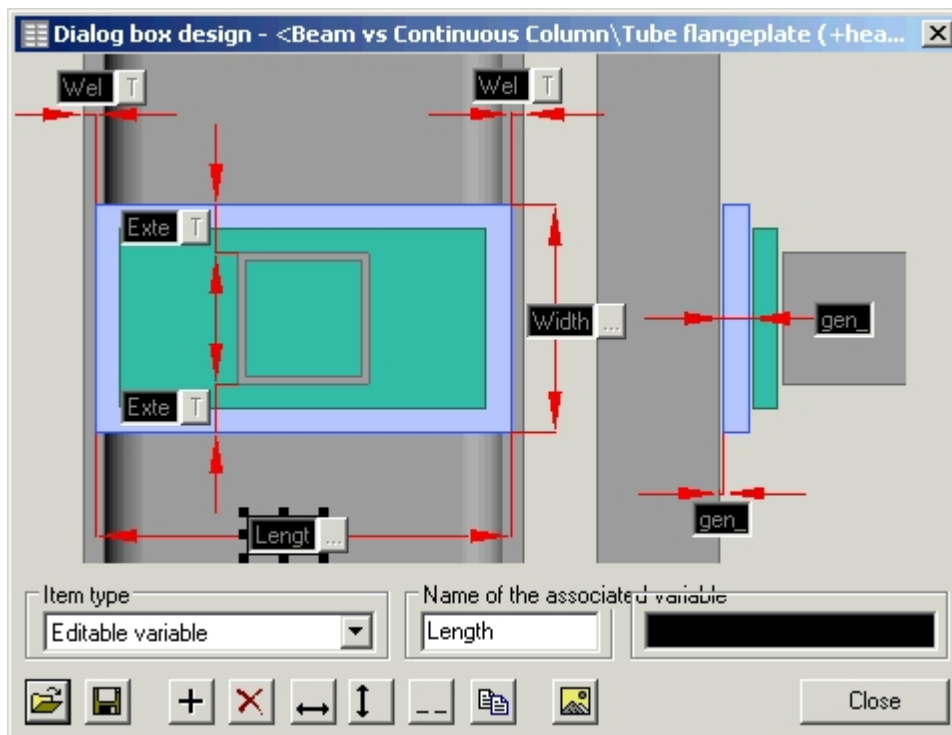 Dialog box design - <Beam vs Continuous Column\Tube flangeplate (+hea...
Wel T
Wel T
Exte T
Width ...
gen_
Exte T
gen_
Lengt ...
Item type
Name of the associated variable
Editable variable
Length
Close